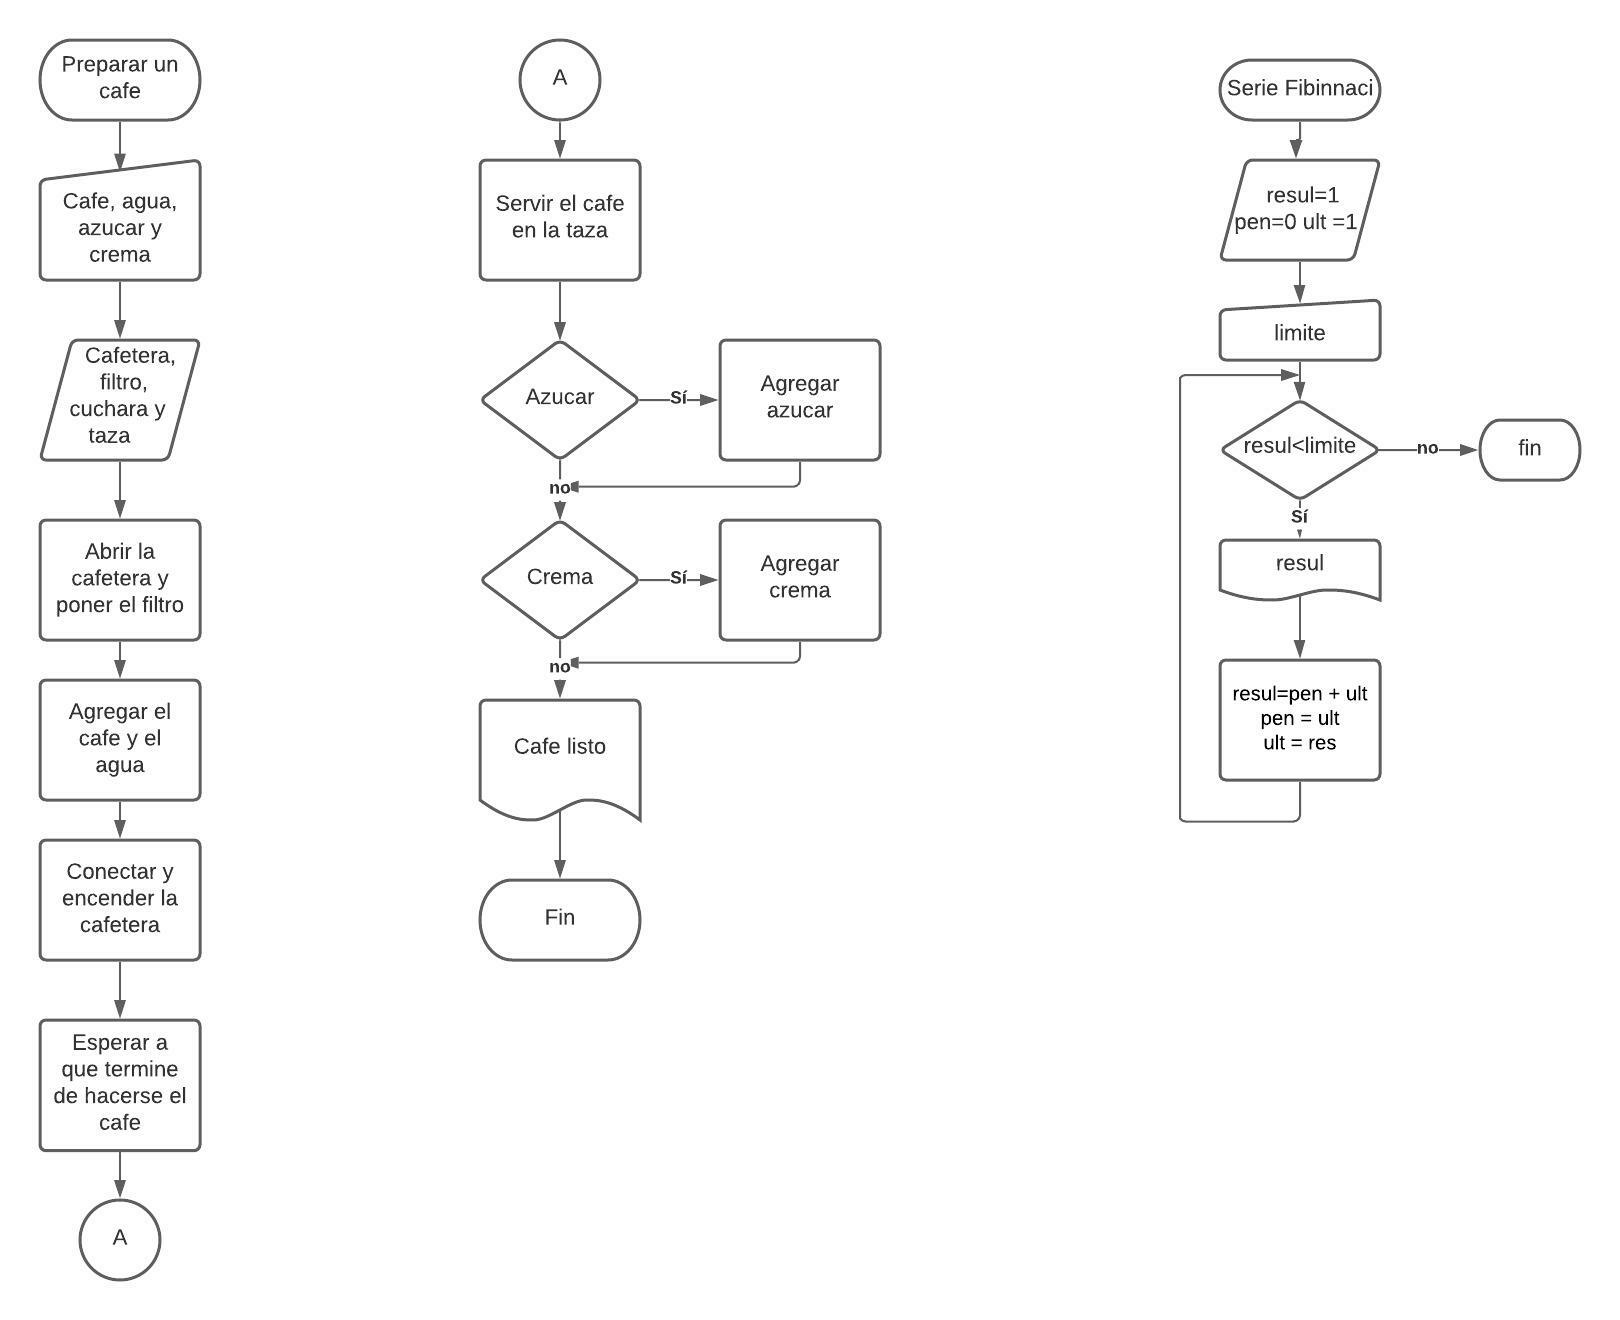 Preparar un
cafe
Cafe, agua,
azucar y
crema
Cafetera,
filtro,
cuchara y
taza
Abrir la
cafetera y
poner el filtro
Agregar el
cafe y el
agua
Conectar y
encender la
cafetera
Esperar a
que termine
de hacerse el
cafe
A
A
Servir el cafe
en la taza
Azucar
Sí
Agregar
azucar
no
Crema
Sí
Agregar
crema
no
Cafe listo
Fin
Serie Fibinnaci
resul=1
pen=0 ult =1
limite
resul<limite
no
fin
Sí
resul
resul=pen + ult
pen = ult
ult = res